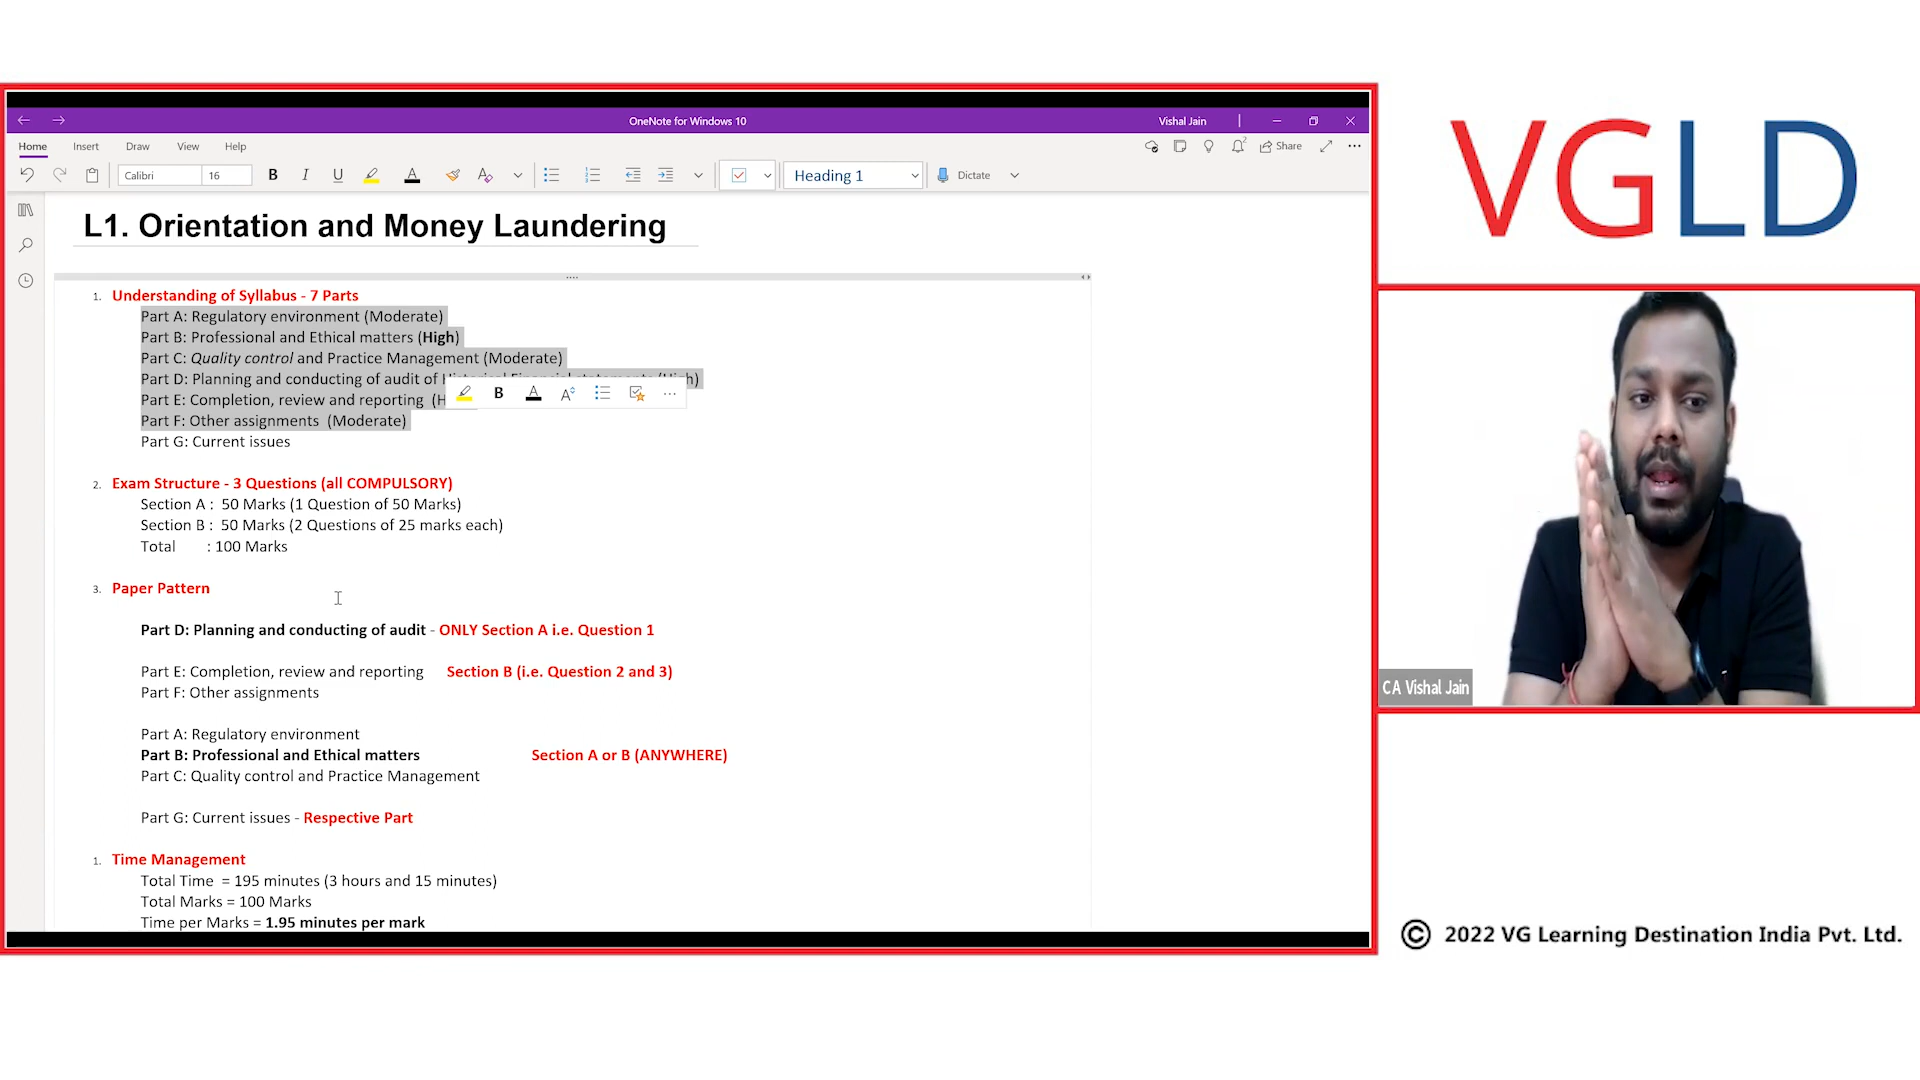 OneNote for Windows 10
Vishal Jain
Home
Insert
Draw
View
Help
2
Share
Calibri
16
B
I
U
A
Heading 1
Dictate
L1. Orientation and Money Laundering
1. Understanding of Syllabus - 7 Parts
Part A: Regulatory environment (Moderate)
Part B: Professional and Ethical matters (High)
Part C: Quality control and Practice Management (Moderate)
Part D: Planning and conducting of audit of Historical Financial statements (High)
Part E: Completion, review and reporting (H
B
A
A
Part F: Other assignments (Moderate)
Part G: Current issues
2. Exam Structure - 3 Questions (all COMPULSORY)
Section A : 50 Marks (1 Question of 50 Marks)
Section B : 50 Marks (2 Questions of 25 marks each)
Total : 100 Marks
3. Paper Pattern
Part D: Planning and conducting of audit - ONLY Section A i.e. Question 1
Part E: Completion, review and reporting Section B (i.e. Question 2 and 3)
Part F: Other assignments
Part A: Regulatory environment
Part B: Professional and Ethical matters Section A or B (ANYWHERE)
Part C: Quality control and Practice Management
Part G: Current issues - Respective Part
1. Time Management
Total Time = 195 minutes (3 hours and 15 minutes)
Total Marks = 100 Marks
Time per Marks = 1.95 minutes per mark
VGLD
CA Vishal Jain
© 2022 VG Learning Destination India Pvt. Ltd.